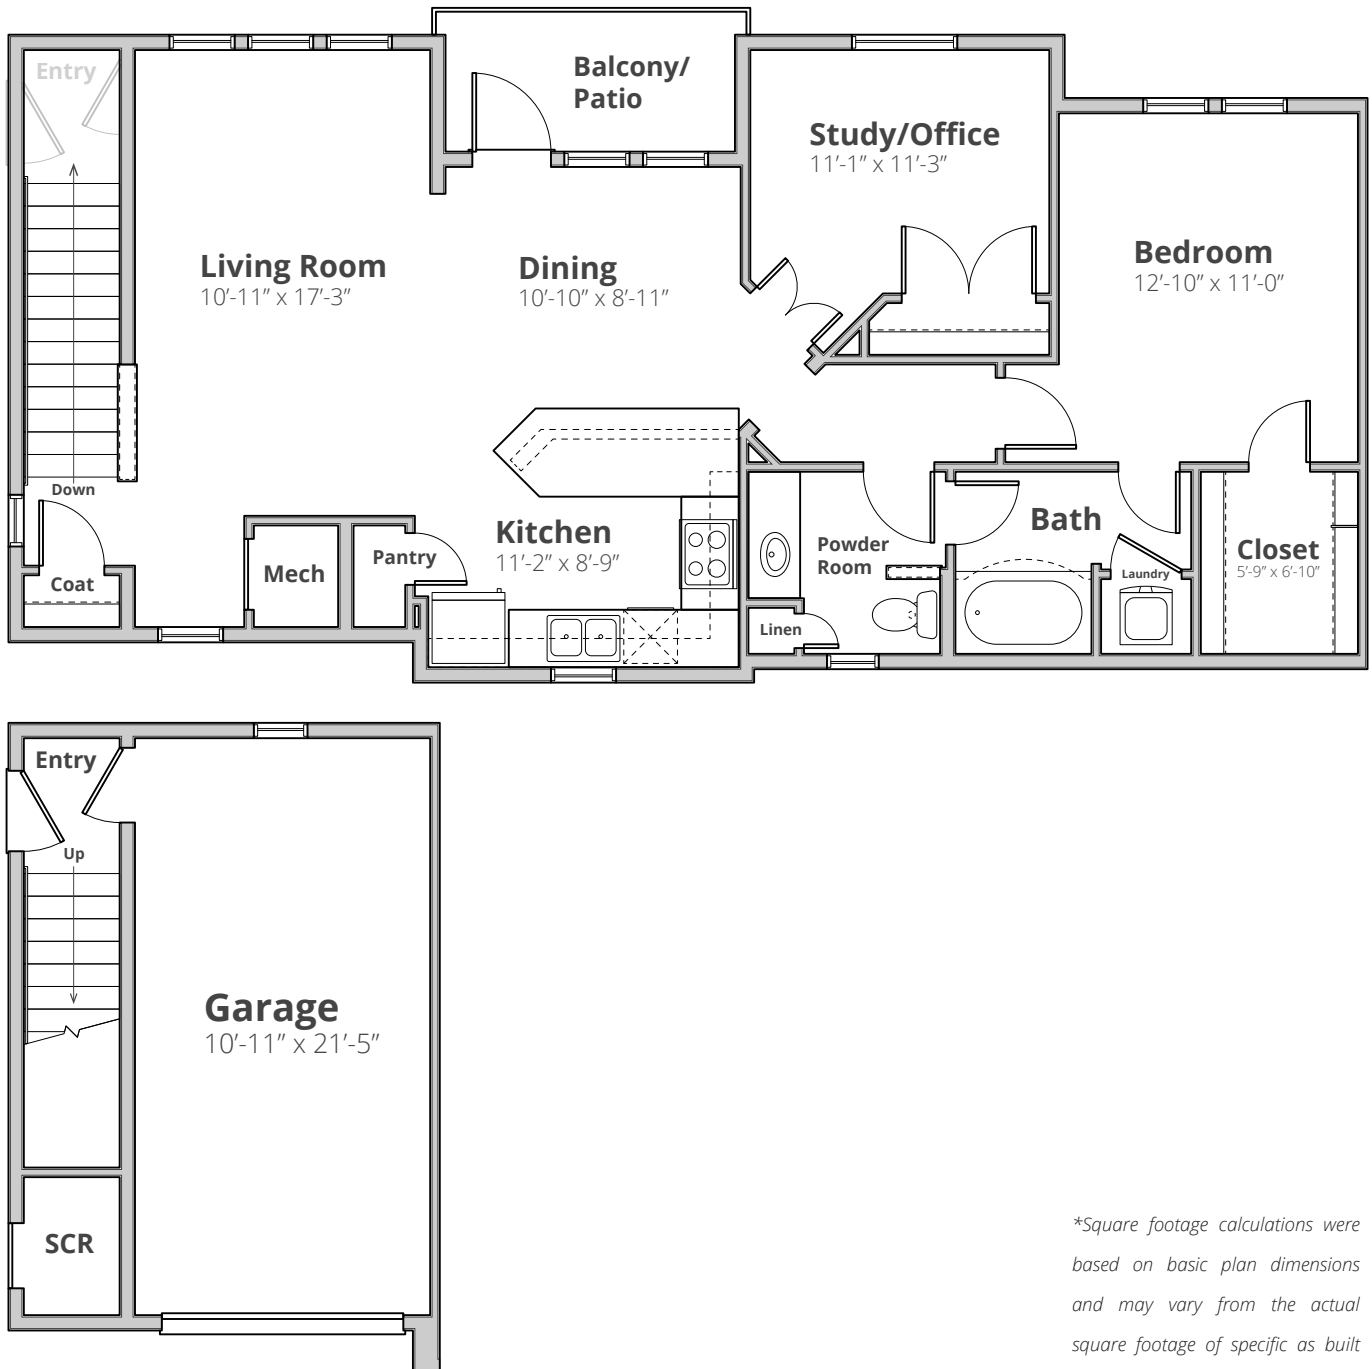 Entry
Balcony/
Patio
Study/Office
11'-1" x 11'-3"
Living Room
10'-11" x 17'-3"
Dining
10'-10" x 8'-11"
Bedroom
12'-10" x 11'-0"
Down
Coat
Mech
Pantry
Kitchen
11'-2" x 8'-9"
Powder
Room
Linen
Bath
Laundry
Closet
5'-9" x 6'-10"
Entry
Up
Garage
10'-11" x 21'-5"
SCR
*Square footage calculations were
based on basic plan dimensions
and may vary from the actual
square footage of specific as built